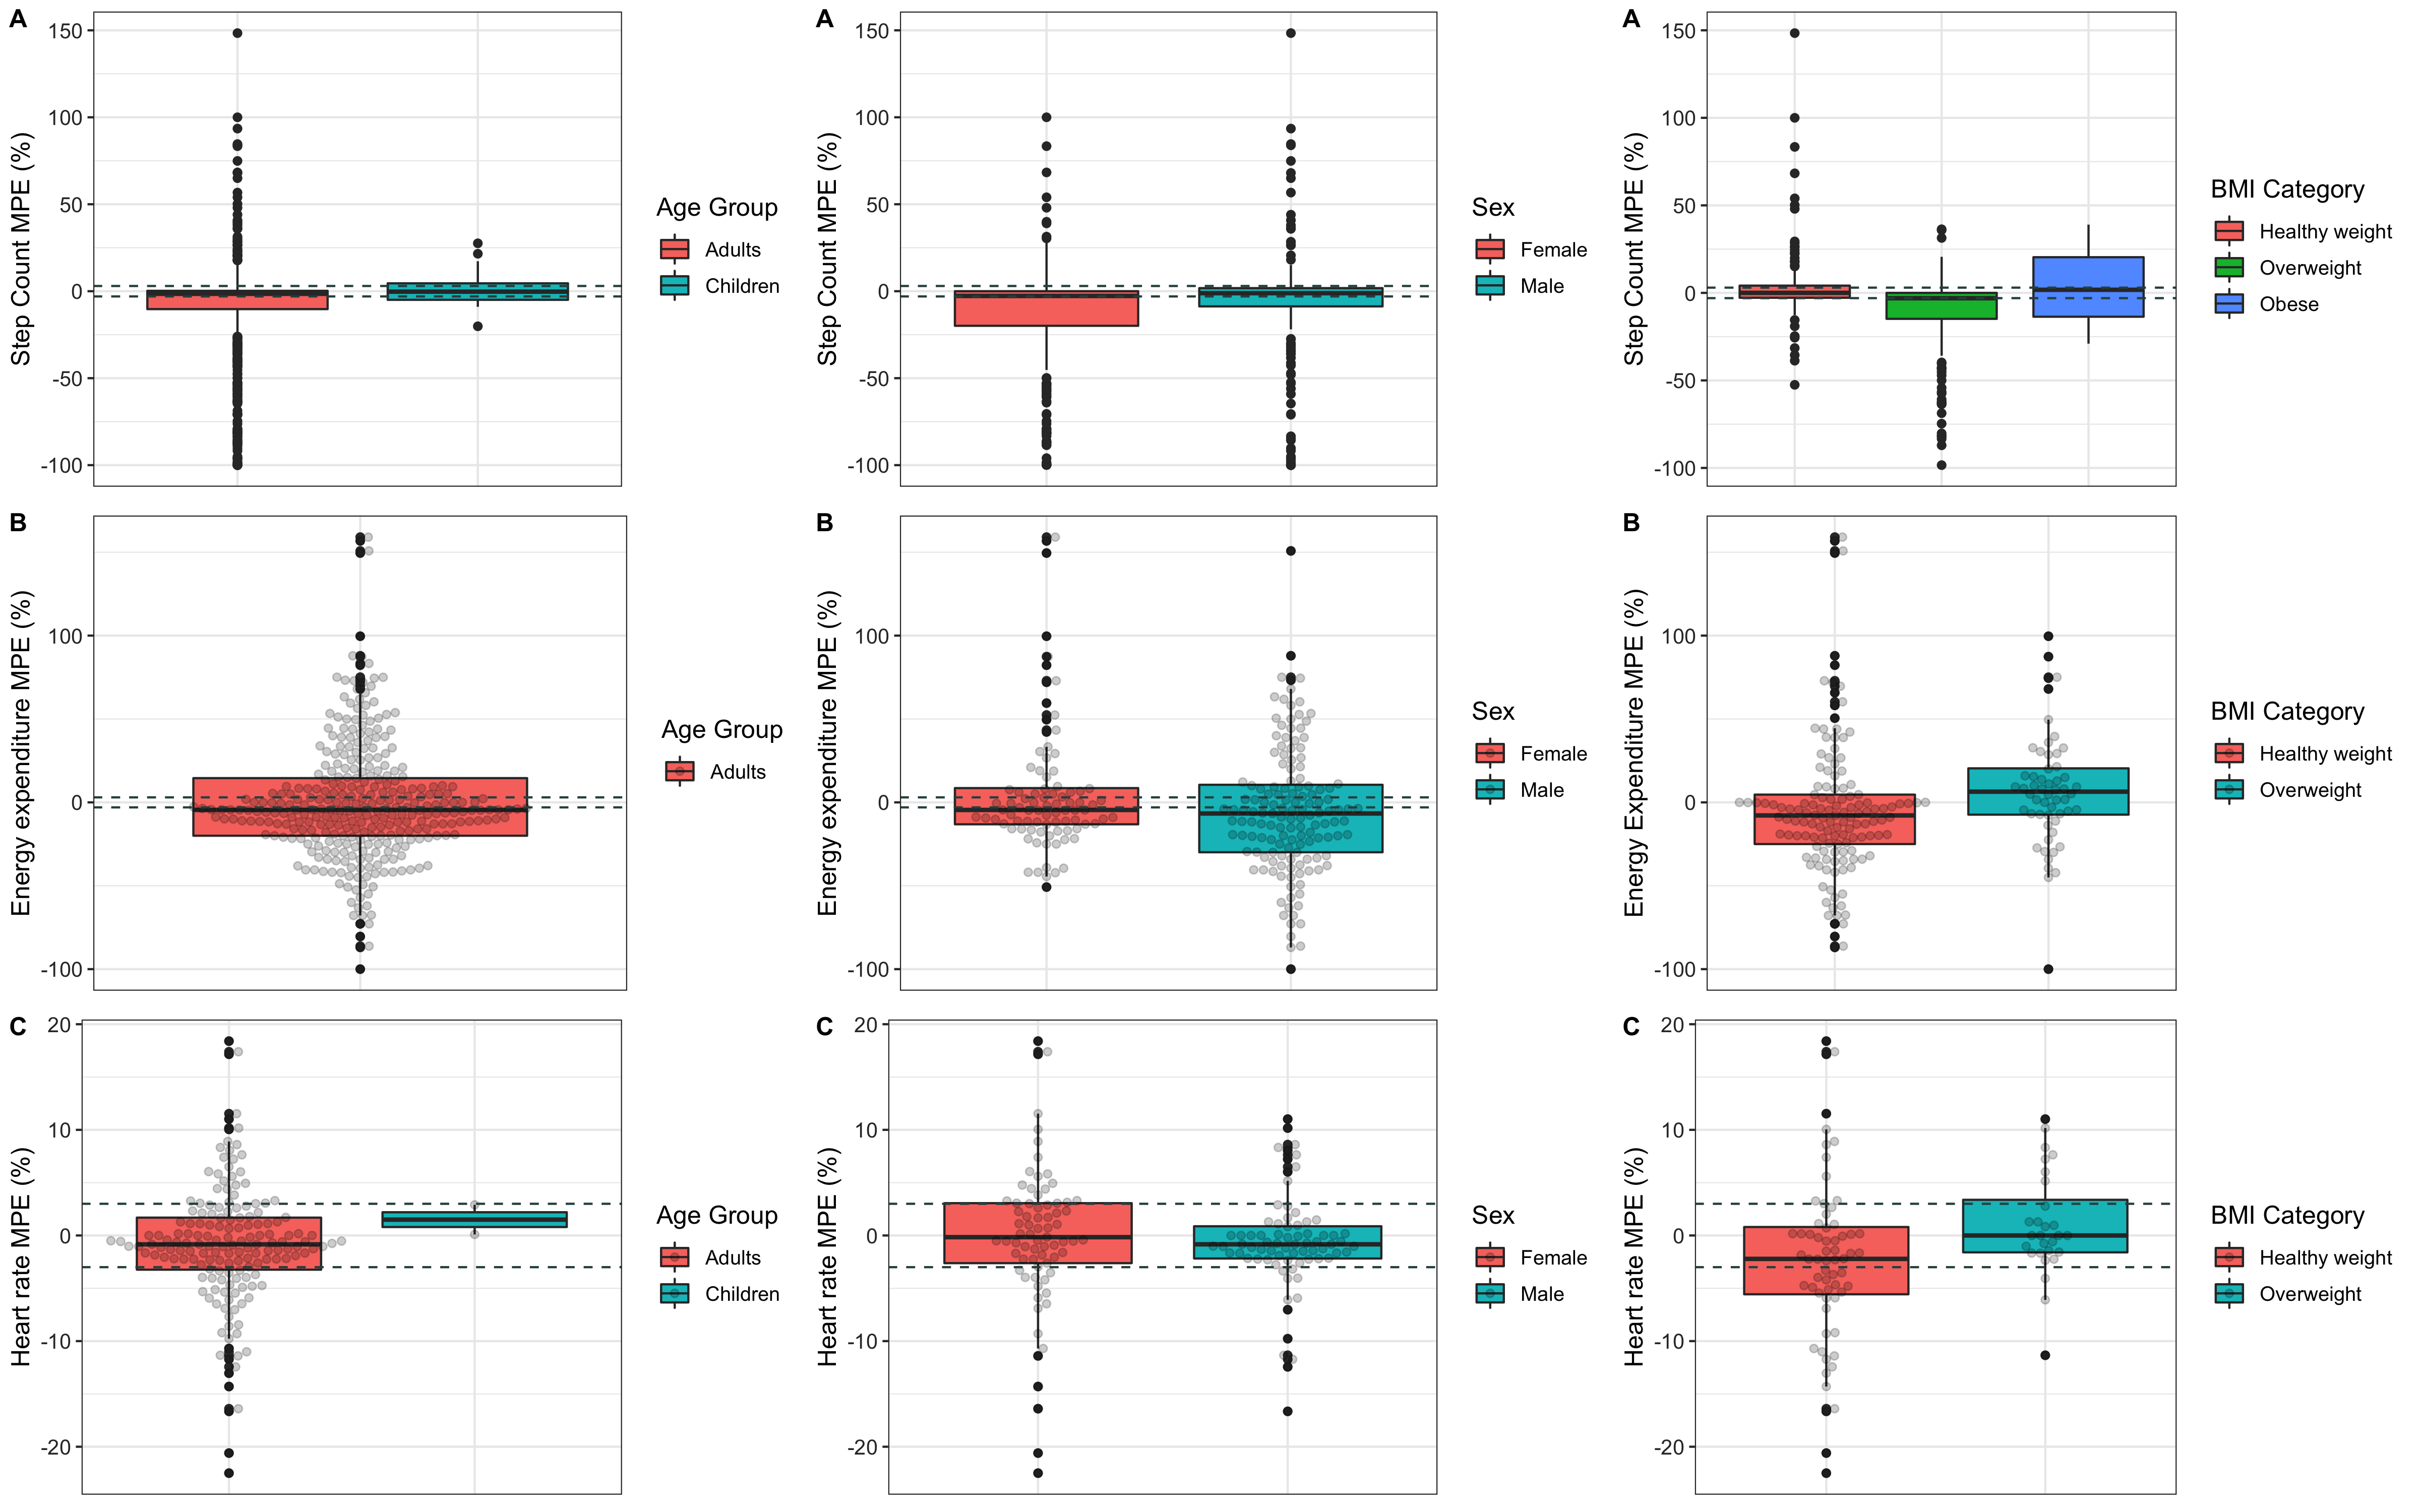 A
Step Count MPE (%)
150
100
50
0
-50
-100
Age Group
Adults
Children
A
Step Count MPE (%)
150
100
50
0
-50
-100
Sex
Female
Male
A
Step Count MPE (%)
150
100
50
0
-50
-100
BMI Category
Healthy weight
Overweight
Obese
B
Energy expenditure MPE (%)
100
0
-100
Age Group
Adults
B
Energy expenditure MPE (%)
100
0
-100
Sex
Female
Male
B
Energy Expenditure MPE (%)
100
0
-100
BMI Category
Healthy weight
Overweight
C
Heart rate MPE (%)
20
10
0
-10
-20
Age Group
Adults
Children
C
Heart rate MPE (%)
20
10
0
-10
-20
Sex
Female
Male
C
Heart rate MPE (%)
20
10
0
-10
-20
BMI Category
Healthy weight
Overweight